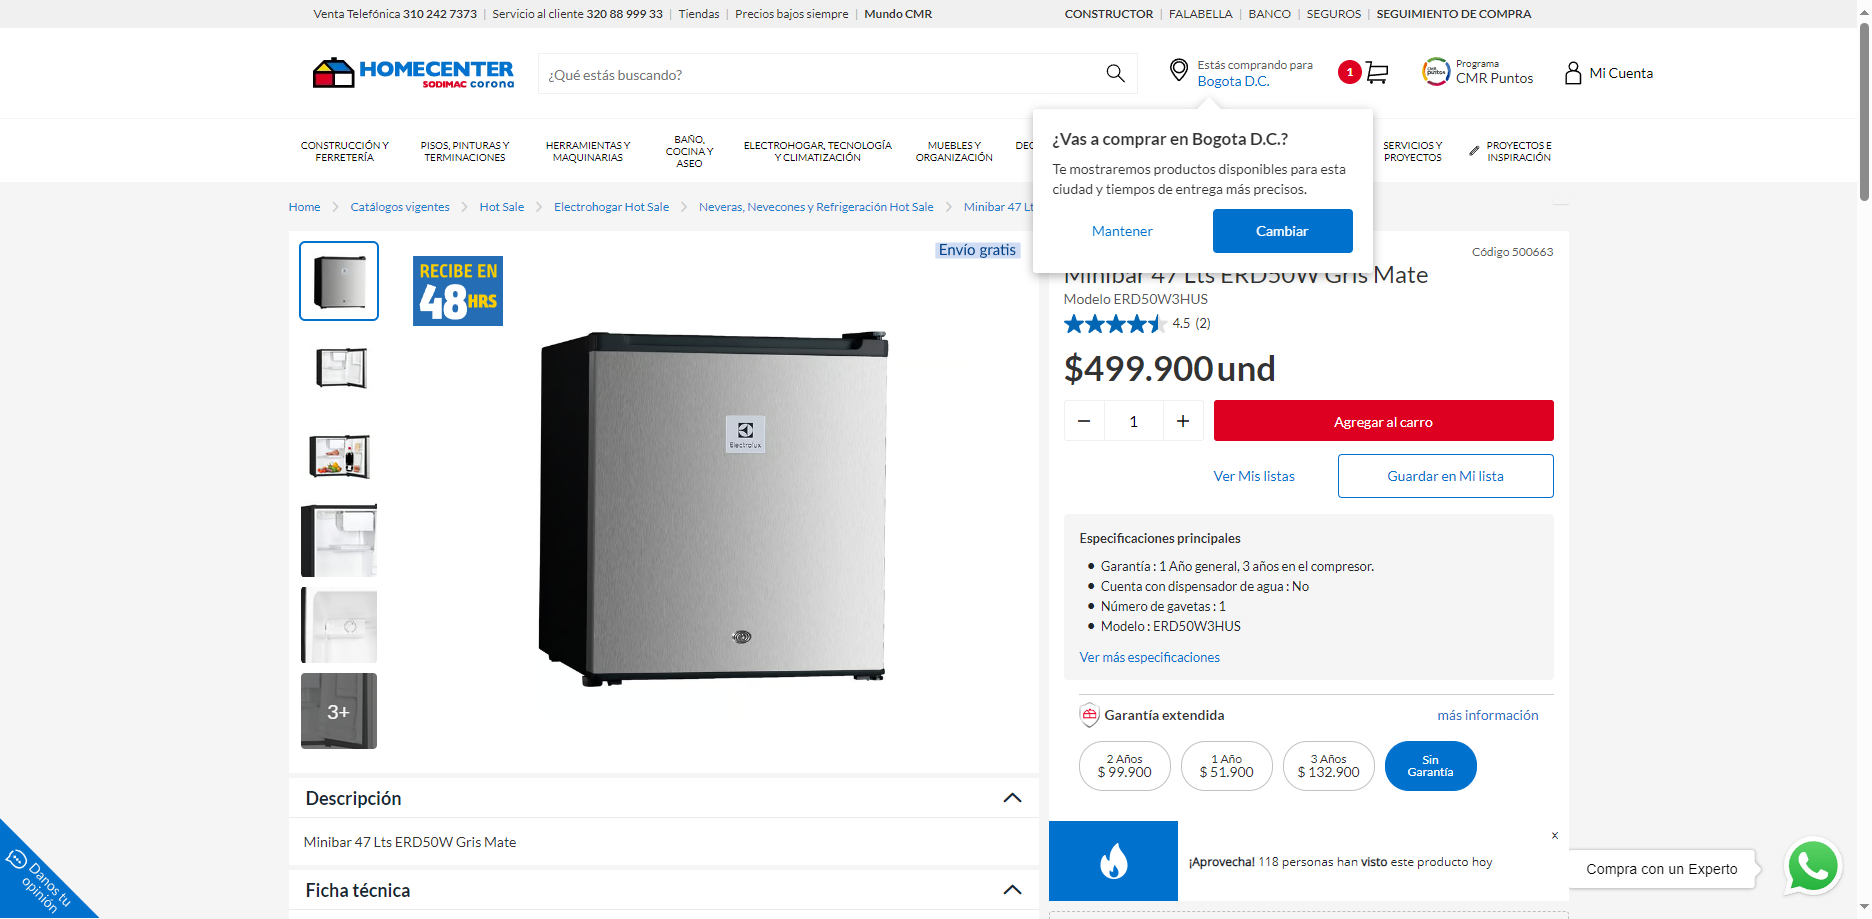 Venta Telefónica 310 242 7373 | Servicio al cliente 320 88 999 33 | Tiendas | Precios bajos siempre | Mundo CMR
CONSTRUCTOR | FALABELLA | BANCO | SEGUROS | SEGUIMIENTO DE COMPRA
HOMECENTER
SODIMAC corona
¿Qué estás buscando?
Estás comprando para
Bogota D.C.
1
Programa
CMR Puntos
Mi Cuenta
CONSTRUCCIÓN Y
FERRETERÍA
PISOS, PINTURAS Y
TERMINACIONES
HERRAMIENTAS Y
MAQUINARIAS
BAÑO,
COCINA Y
ASEO
ELECTROHOGAR, TECNOLOGÍA
Y CLIMATIZACIÓN
MUEBLES Y
ORGANIZACIÓN
SERVICIOS Y
PROYECTOS
PROYECTOS E
INSPIRACIÓN
¿Vas a comprar en Bogota D.C.?
Te mostraremos productos disponibles para esta
ciudad y tiempos de entrega más precisos.
Mantener
Cambiar
Home
Catálogos vigentes
Hot Sale
Electrohogar Hot Sale
Neveras, Nevecones y Refrigeración Hot Sale
Minibar 47 Lt
RECIBE EN
48HRS
Envío gratis
Electrolux
3+
Código 500663
Minibar 47 Lts ERD50W Gris Mate
Modelo ERD50W3HUS
4.5 (2)
$499.900 und
− 1 +
Agregar al carro
Ver Mis listas
Guardar en Mi lista
Especificaciones principales
• Garantía : 1 Año general, 3 años en el compresor.
• Cuenta con dispensador de agua : No
• Número de gavetas : 1
• Modelo : ERD50W3HUS
Ver más especificaciones
Garantía extendida
más información
2 Años
$ 99.900
1 Año
$ 51.900
3 Años
$ 132.900
Sin
Garantía
Descripción
Minibar 47 Lts ERD50W Gris Mate
Ficha técnica
x
¡Aprovecha! 118 personas han visto este producto hoy
Compra con un Experto
Danos tu
opinión